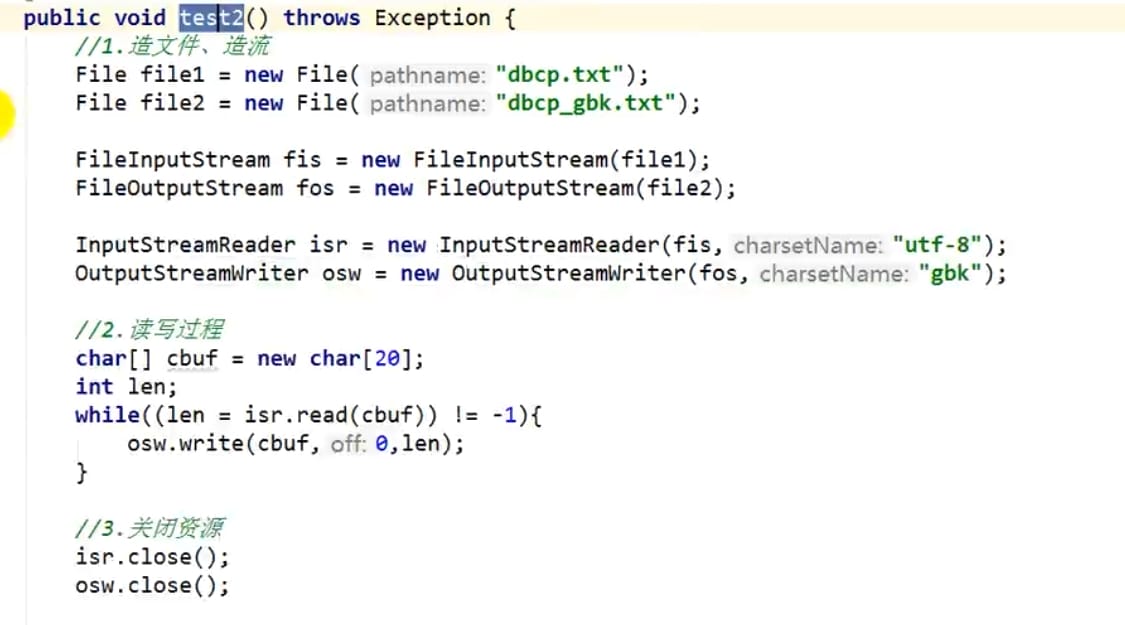 public void test2() throws Exception {
//1.造文件、造流
File file1 = new File( pathname: "dbcp.txt");
File file2 = new File( pathname: "dbcp_gbk.txt");
FileInputStream fis = new FileInputStream(file1);
FileOutputStream fos = new FileOutputStream(file2);
InputStreamReader isr = new InputStreamReader(fis, charsetName: "utf-8");
OutputStreamWriter osw = new OutputStreamWriter(fos, charsetName: "gbk");
//2.读写过程
char[] cbuf = new char[20];
int len;
while((len = isr.read(cbuf)) != -1){
osw.write(cbuf, off: 0,len);
}
//3.关闭资源
isr.close();
osw.close();